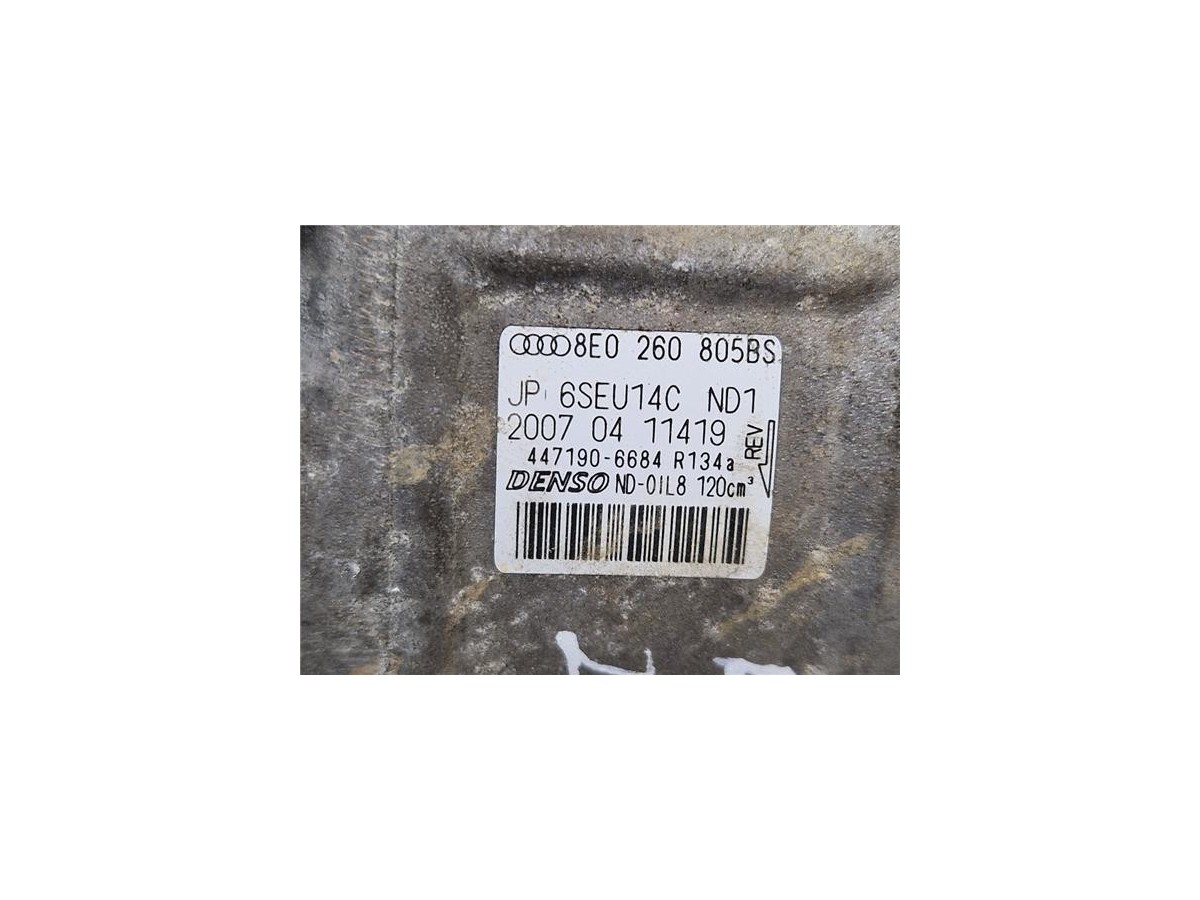 8E0 260 805BS
JP 6SEU14C ND1
2007 04 11419
REV
447190-6684 R134a
DENSO ND-OIL8 120cm³